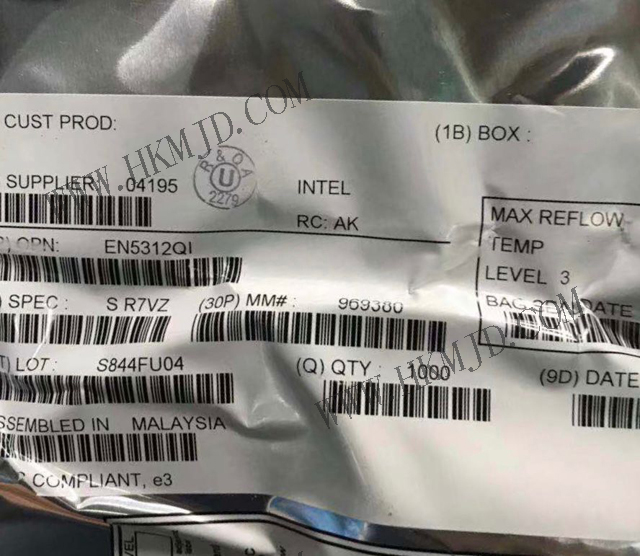 CUST PROD:
(1B) BOX :
SUPPLIER: 04195
R & Q A
U
2279
INTEL
RC: AK
MAX REFLOW
TEMP
LEVEL 3
OPN: EN5312QI
SPEC : S R7VZ
(30P) MM# : 969380
DATE
LOT : S844FU04
(Q) QTY : 1000
(9D) DATE
SSEMBLED IN MALAYSIA
COMPLIANT, e3
WWW.HKMJD.COM
WWW.HKMJD.COM